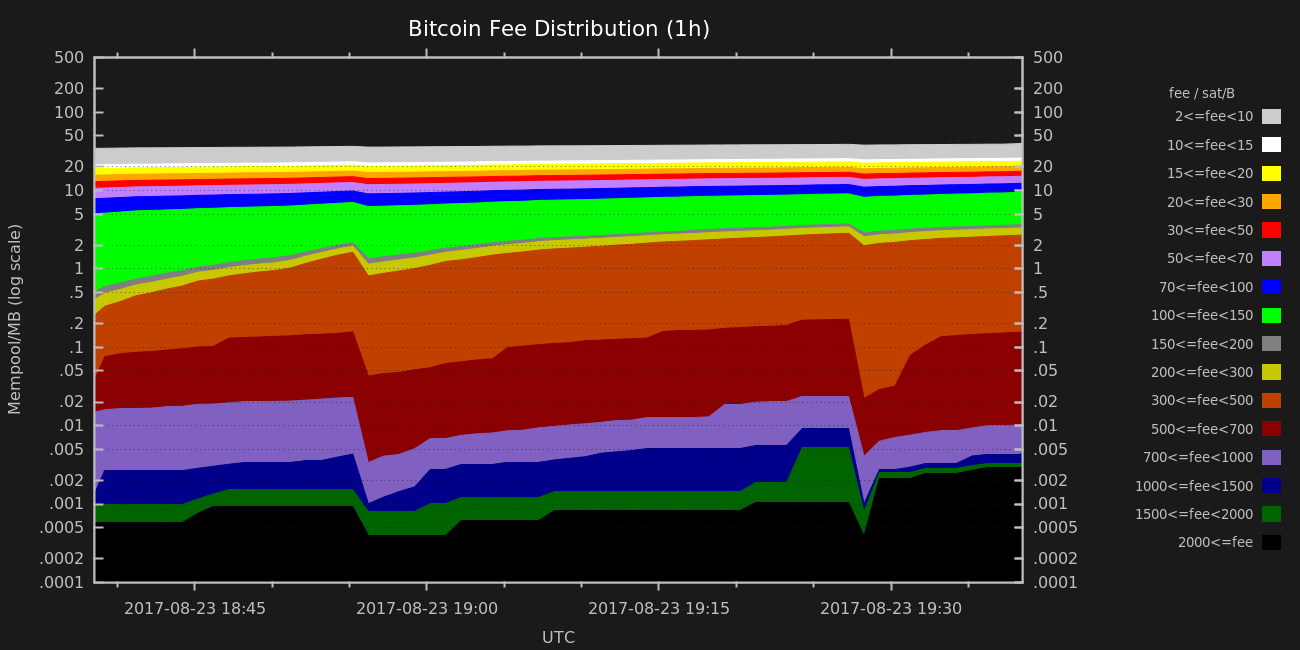 Bitcoin Fee Distribution (1h)
500
200
100
50
20
10
5
2
1
.5
.2
.1
.05
.02
.01
.005
.002
.001
.0005
.0002
.0001
Mempool/MB (log scale)
500
200
100
50
20
10
5
2
1
.5
.2
.1
.05
.02
.01
.005
.002
.001
.0005
.0002
.0001
2017-08-23 18:45
2017-08-23 19:00
2017-08-23 19:15
2017-08-23 19:30
UTC
fee / sat/B
2<=fee<10
10<=fee<15
15<=fee<20
20<=fee<30
30<=fee<50
50<=fee<70
70<=fee<100
100<=fee<150
150<=fee<200
200<=fee<300
300<=fee<500
500<=fee<700
700<=fee<1000
1000<=fee<1500
1500<=fee<2000
2000<=fee